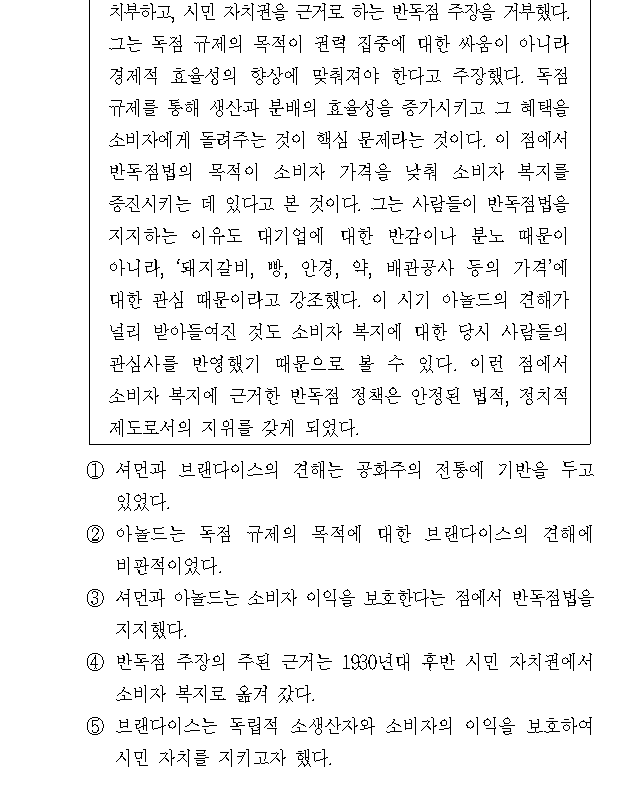 치부하고, 시민 자치권을 근거로 하는 반독점 주장을 거부했다.
그는 독점 규제의 목적이 권력 집중에 대한 싸움이 아니라
경제적 효율성의 향상에 맞춰져야 한다고 주장했다. 독점
규제를 통해 생산과 분배의 효율성을 증가시키고 그 혜택을
소비자에게 돌려주는 것이 핵심 문제라는 것이다. 이 점에서
반독점법의 목적이 소비자 가격을 낮춰 소비자 복지를
증진시키는 데 있다고 본 것이다. 그는 사람들이 반독점법을
지지하는 이유도 대기업에 대한 반감이나 분노 때문이
아니라, ‘돼지갈비, 빵, 안경, 약, 배관공사 등의 가격’에
대한 관심 때문이라고 강조했다. 이 시기 아놀드의 견해가
널리 받아들여진 것도 소비자 복지에 대한 당시 사람들의
관심사를 반영했기 때문으로 볼 수 있다. 이런 점에서
소비자 복지에 근거한 반독점 정책은 안정된 법적, 정치적
제도로서의 지위를 갖게 되었다.
① 셔먼과 브랜다이스의 견해는 공화주의 전통에 기반을 두고
있었다.
② 아놀드는 독점 규제의 목적에 대한 브랜다이스의 견해에
비판적이었다.
③ 셔먼과 아놀드는 소비자 이익을 보호한다는 점에서 반독점법을
지지했다.
④ 반독점 주장의 주된 근거는 1930년대 후반 시민 자치권에서
소비자 복지로 옮겨 갔다.
⑤ 브랜다이스는 독립적 소생산자와 소비자의 이익을 보호하여
시민 자치를 지키고자 했다.